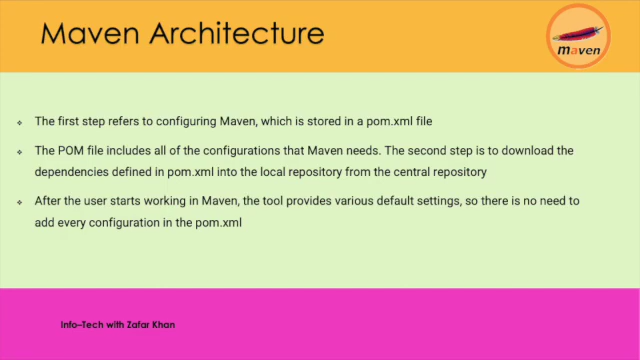 Maven Architecture
maven
The first step refers to configuring Maven, which is stored in a pom.xml file
The POM file includes all of the configurations that Maven needs. The second step is to download the
dependencies defined in pom.xml into the local repository from the central repository
After the user starts working in Maven, the tool provides various default settings, so there is no need to
add every configuration in the pom.xml
Info–Tech with Zafar Khan